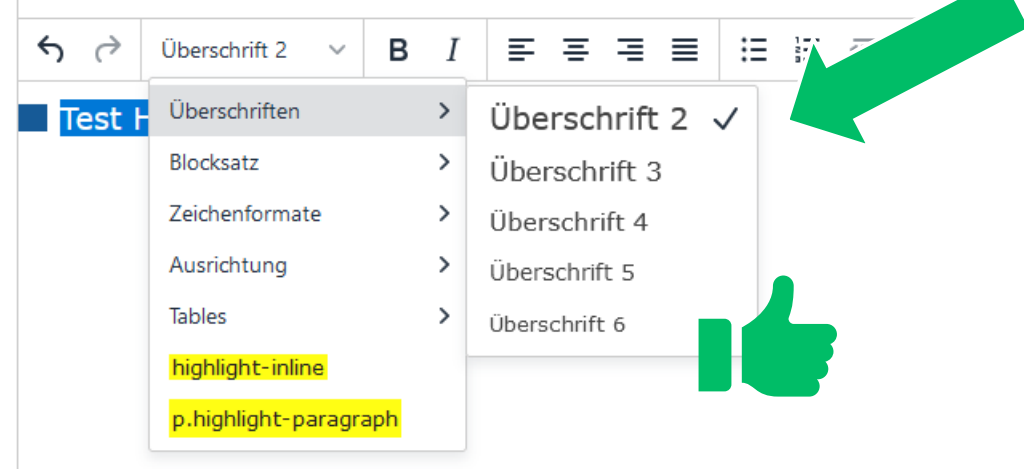 Überschrift 2
B I
Test H
Überschriften
Blocksatz
Zeichenformate
Ausrichtung
Tables
highlight-inline
p.highlight-paragraph
Überschrift 2
Überschrift 3
Überschrift 4
Überschrift 5
Überschrift 6